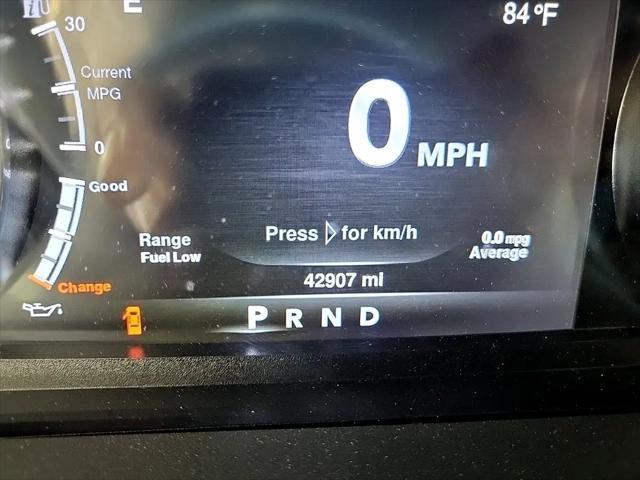 E
84 °F
30
Current
MPG
0
0 MPH
Good
Press ▷ for km/h
Range
Fuel Low
0.0 mpg
Average
Change
42907 mi
P R N D